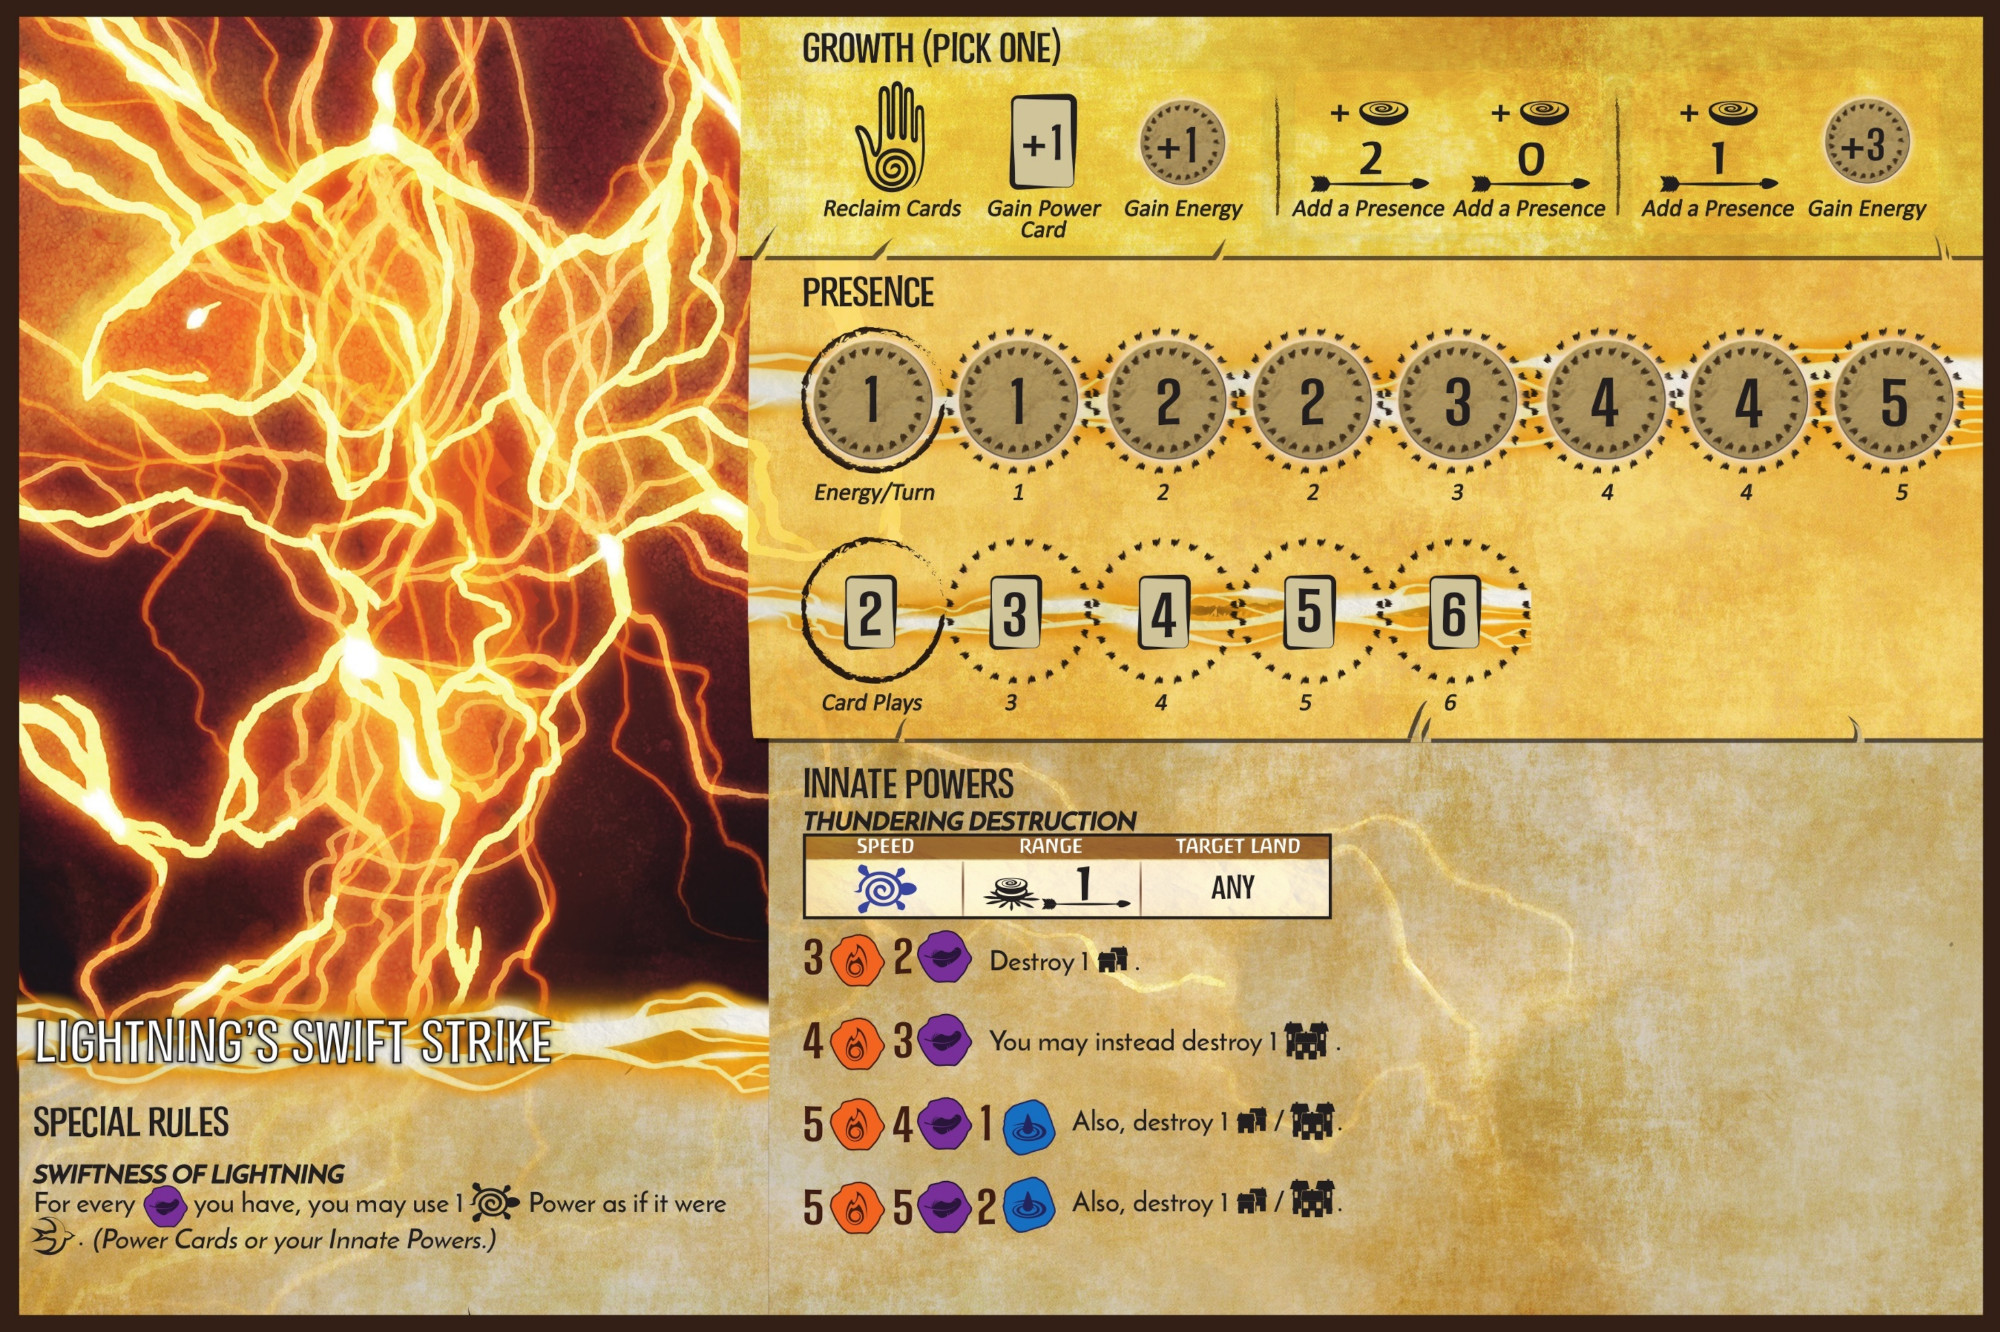 GROWTH (PICK ONE)
+1 +1 + 2 + 0 + 1 +3
Reclaim Cards Gain Power Card Gain Energy Add a Presence Add a Presence Add a Presence Gain Energy
PRESENCE
1 1 2 2 3 4 4 5
Energy/Turn 1 2 2 3 4 4 5
2 3 4 5 6
Card Plays 3 4 5 6
INNATE POWERS
THUNDERING DESTRUCTION
SPEED RANGE TARGET LAND
1 ANY
3 2 Destroy 1 .
4 3 You may instead destroy 1 .
5 4 1 Also, destroy 1 / .
5 5 2 Also, destroy 1 / .
LIGHTNING'S SWIFT STRIKE
SPECIAL RULES
SWIFTNESS OF LIGHTNING
For every you have, you may use 1 Power as if it were
. (Power Cards or your Innate Powers.)